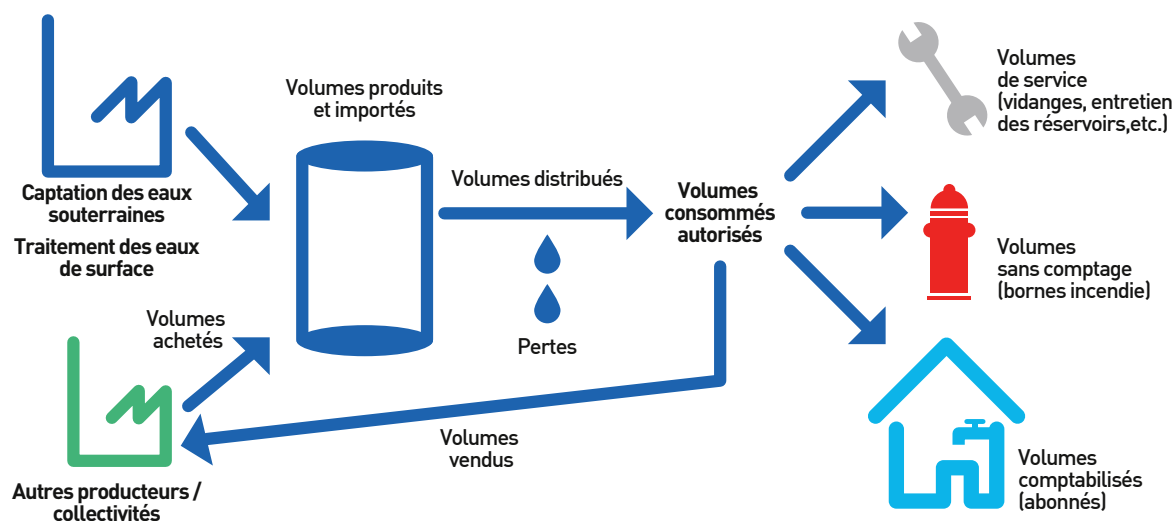 Captation des eaux
souterraines
Traitement des eaux
de surface
Volumes produits
et importés
Volumes
achetés
Autres producteurs /
collectivités
Volumes distribués
Pertes
Volumes
vendus
Volumes
consommés
autorisés
Volumes
de service
(vidanges, entretien
des réservoirs,etc.)
Volumes
sans comptage
(bornes incendie)
Volumes
comptabilisés
(abonnés)